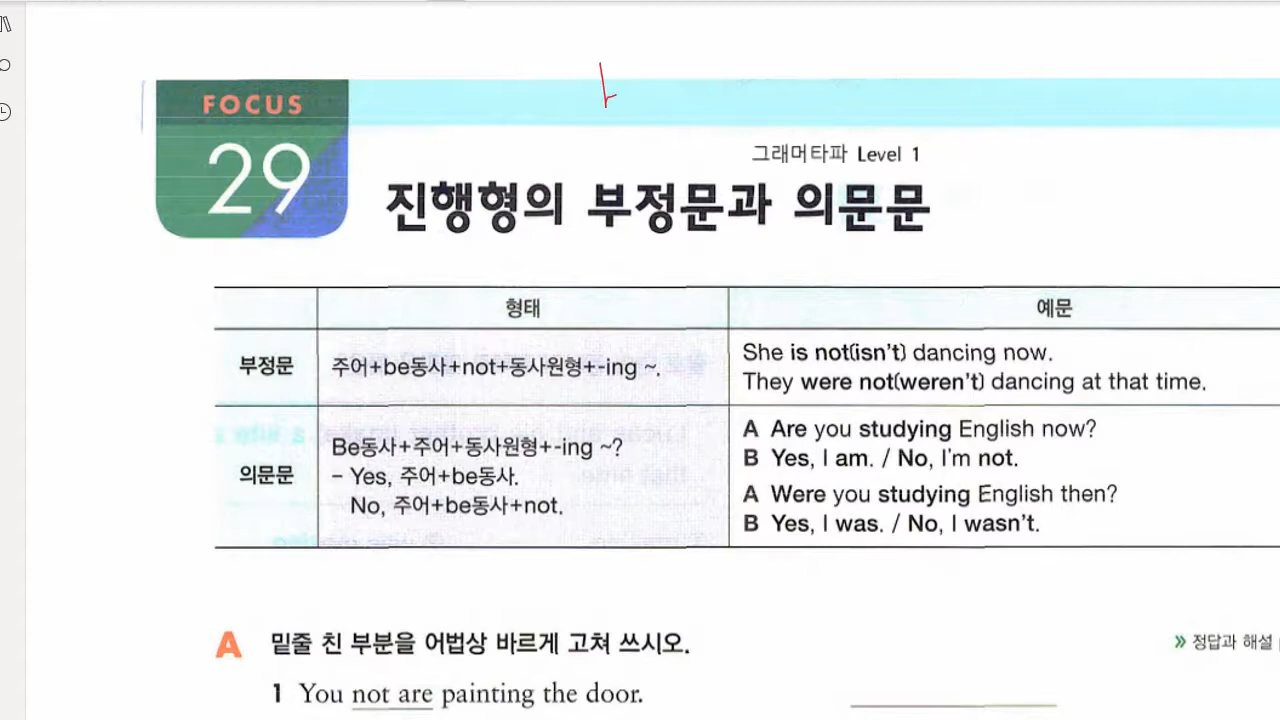 FOCUS
29
그래머타파 Level 1
진행형의 부정문과 의문문
형태
예문
부정문
주어+be동사+not+동사원형+-ing ~.
She is not(isn't) dancing now.
They were not(weren't) dancing at that time.
의문문
Be동사+주어+동사원형+-ing ~?
– Yes, 주어+be동사.
No, 주어+be동사+not.
A Are you studying English now?
B Yes, I am. / No, I'm not.
A Were you studying English then?
B Yes, I was. / No, I wasn't.
A 밑줄 친 부분을 어법상 바르게 고쳐 쓰시오.
» 정답과 해설
1 You not are painting the door.